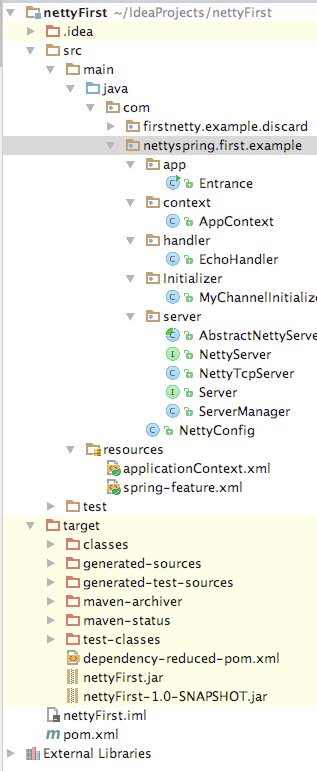 nettyFirst ~/IdeaProjects/nettyFirst
.idea
src
main
java
com
firstnetty.example.discard
nettyspring.first.example
app
Entrance
context
AppContext
handler
EchoHandler
Initializer
MyChannelInitialize
server
AbstractNettyServe
NettyServer
NettyTcpServer
Server
ServerManager
NettyConfig
resources
applicationContext.xml
spring-feature.xml
test
target
classes
generated-sources
generated-test-sources
maven-archiver
maven-status
test-classes
dependency-reduced-pom.xml
nettyFirst.jar
nettyFirst-1.0-SNAPSHOT.jar
nettyFirst.iml
pom.xml
External Libraries